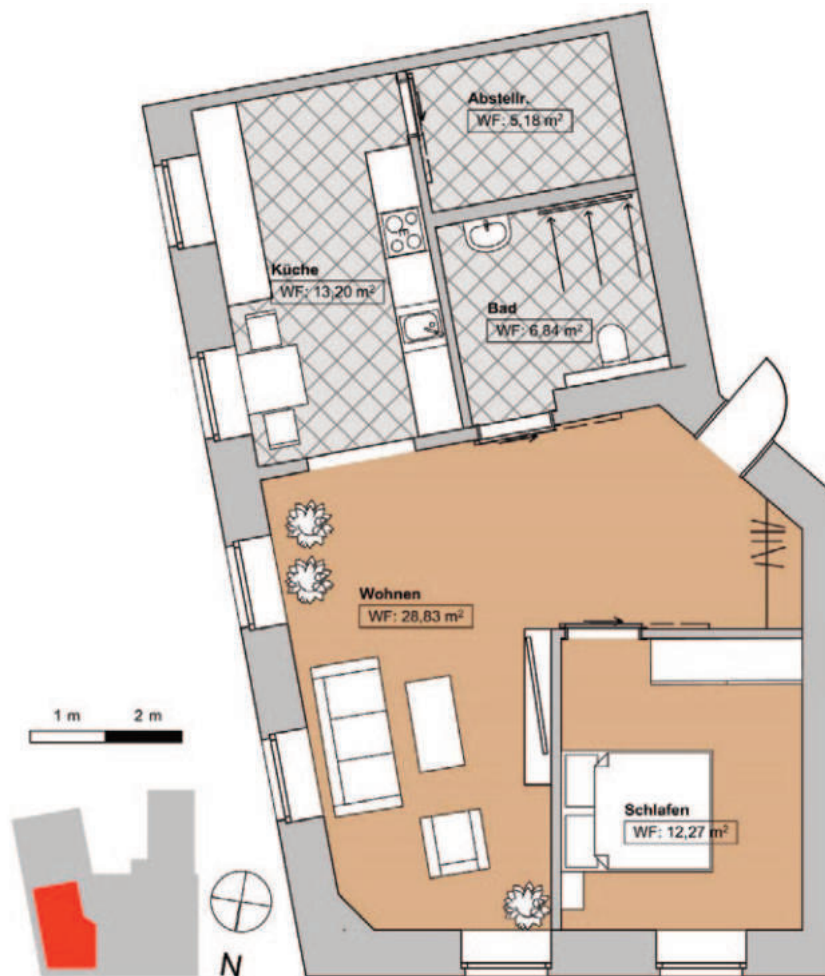 Abstellr.
WF: 5,18 m²
Küche
WF: 13,20 m²
Bad
WF: 6,84 m²
Wohnen
WF: 28,83 m²
1 m 2 m
Schlafen
WF: 12,27 m²
N